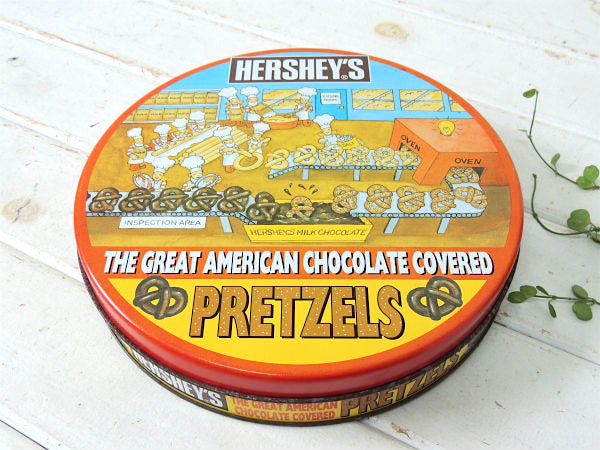 HERSHEY'S®
OVEN
OVEN
INSPECTION AREA
HERSHEY'S MILK CHOCOLATE
THE GREAT AMERICAN CHOCOLATE COVERED
PRETZELS
HERSHEY'S
THE GREAT AMERICAN
CHOCOLATE COVERED
PRETZELS